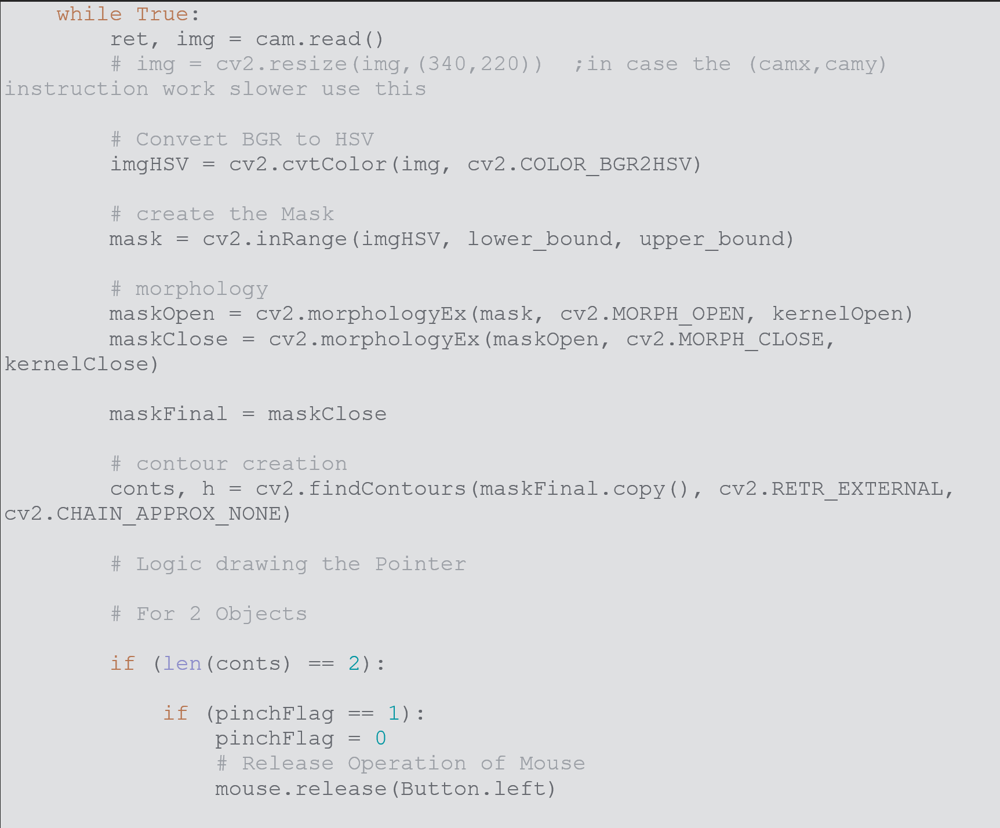 while True:
ret, img = cam.read()
# img = cv2.resize(img,(340,220))  ;in case the (camx,camy)
instruction work slower use this
# Convert BGR to HSV
imgHSV = cv2.cvtColor(img, cv2.COLOR_BGR2HSV)
# create the Mask
mask = cv2.inRange(imgHSV, lower_bound, upper_bound)
# morphology
maskOpen = cv2.morphologyEx(mask, cv2.MORPH_OPEN, kernelOpen)
maskClose = cv2.morphologyEx(maskOpen, cv2.MORPH_CLOSE,
kernelClose)
maskFinal = maskClose
# contour creation
conts, h = cv2.findContours(maskFinal.copy(), cv2.RETR_EXTERNAL,
cv2.CHAIN_APPROX_NONE)
# Logic drawing the Pointer
# For 2 Objects
if (len(conts) == 2):
if (pinchFlag == 1):
pinchFlag = 0
# Release Operation of Mouse
mouse.release(Button.left)